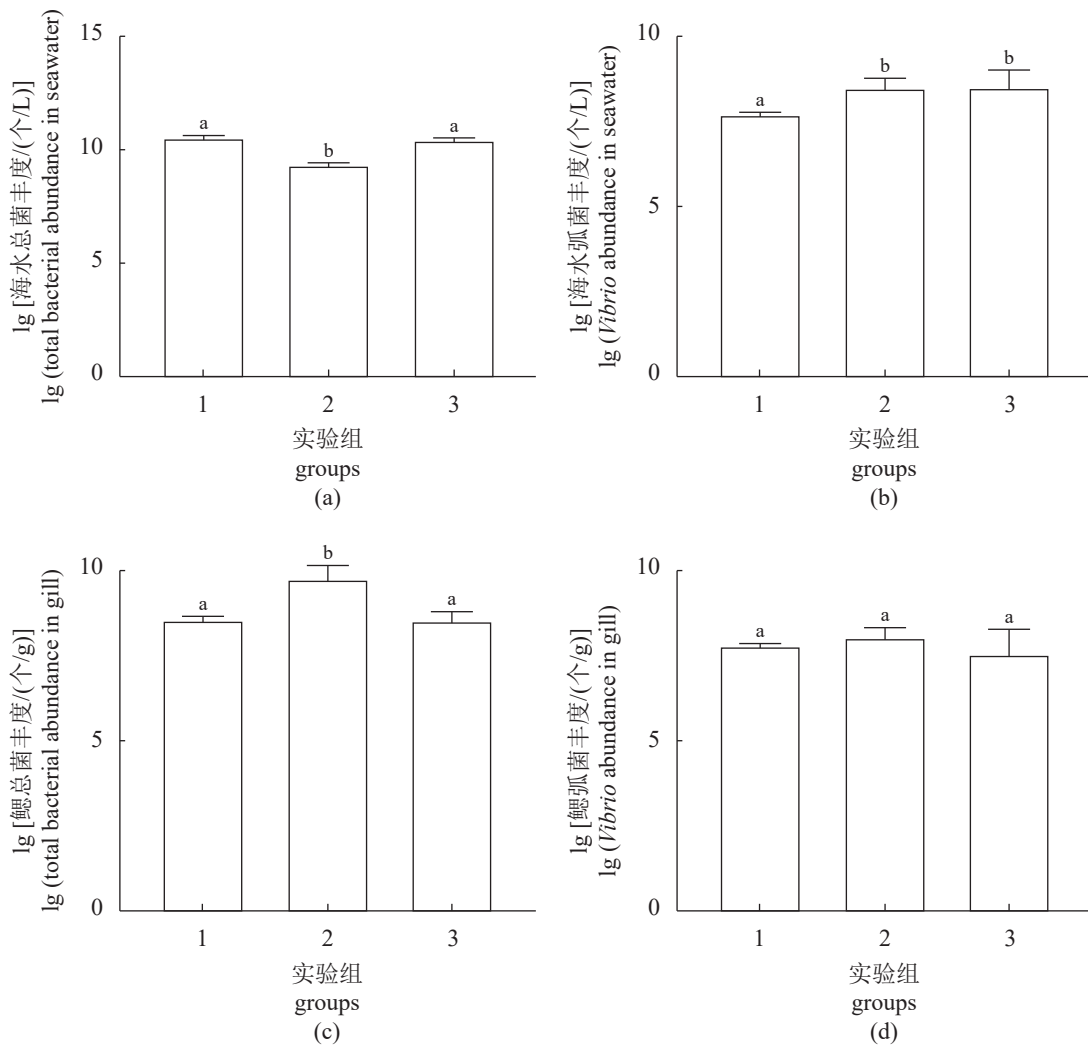 lg [海水总菌丰度/(个/L)]
lg (total bacterial abundance in seawater)
15
10
5
0
a
b
a
1 2 3
实验组
groups
(a)
lg [海水弧菌丰度/(个/L)]
lg (Vibrio abundance in seawater)
10
5
0
a
b
b
1 2 3
实验组
groups
(b)
lg [鳃总菌丰度/(个/g)]
lg (total bacterial abundance in gill)
10
5
0
a
b
a
1 2 3
实验组
groups
(c)
lg [鳃弧菌丰度/(个/g)]
lg (Vibrio abundance in gill)
10
5
0
a
a
a
1 2 3
实验组
groups
(d)